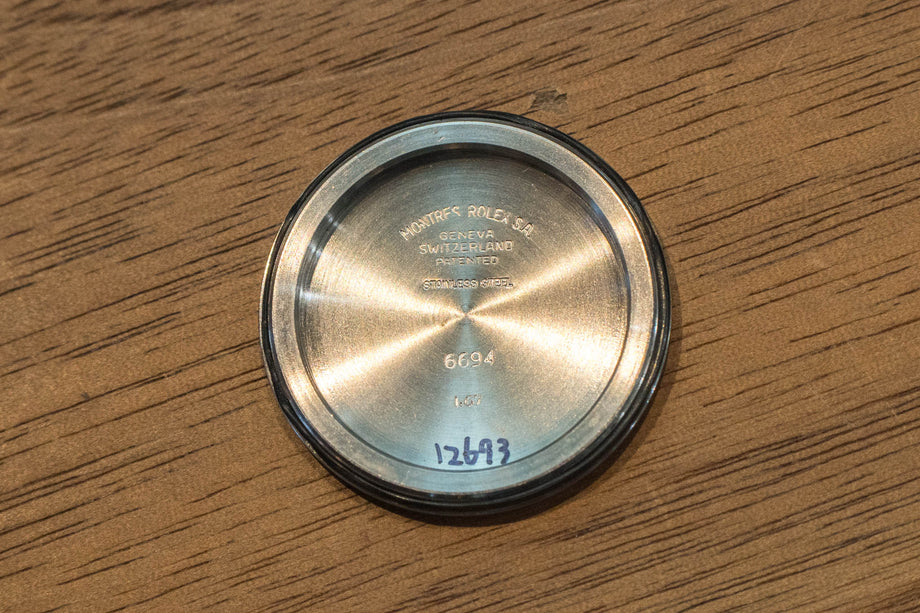 MONTRES ROLEX S.A.
GENEVA
SWITZERLAND
PATENTED
STAINLESS STEEL
6694
12693